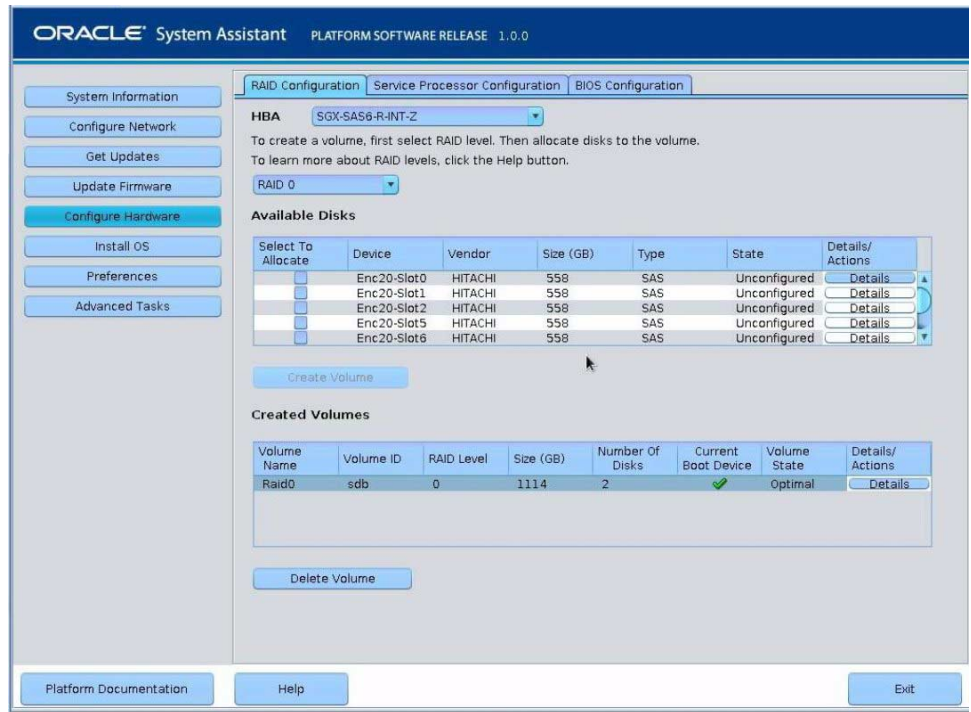 ORACLE System Assistant PLATFORM SOFTWARE RELEASE 1.0.0
System Information
Configure Network
Get Updates
Update Firmware
Configure Hardware
Install OS
Preferences
Advanced Tasks
RAID Configuration Service Processor Configuration BIOS Configuration
HBA SGX-SAS6-R-INT-Z
To create a volume, first select RAID level. Then allocate disks to the volume.
To learn more about RAID levels, click the Help button.
RAID 0
Available Disks
Select To Allocate Device Vendor Size (GB) Type State Details/ Actions
Enc20-Slot0 HITACHI 558 SAS Unconfigured Details
Enc20-Slot1 HITACHI 558 SAS Unconfigured Details
Enc20-Slot2 HITACHI 558 SAS Unconfigured Details
Enc20-Slot5 HITACHI 558 SAS Unconfigured Details
Enc20-Slot6 HITACHI 558 SAS Unconfigured Details
Create Volume
Created Volumes
Volume Name Volume ID RAID Level Size (GB) Number Of Disks Current Boot Device Volume State Details/ Actions
Raid0 sdb 0 1114 2 Optimal Details
Delete Volume
Platform Documentation Help Exit